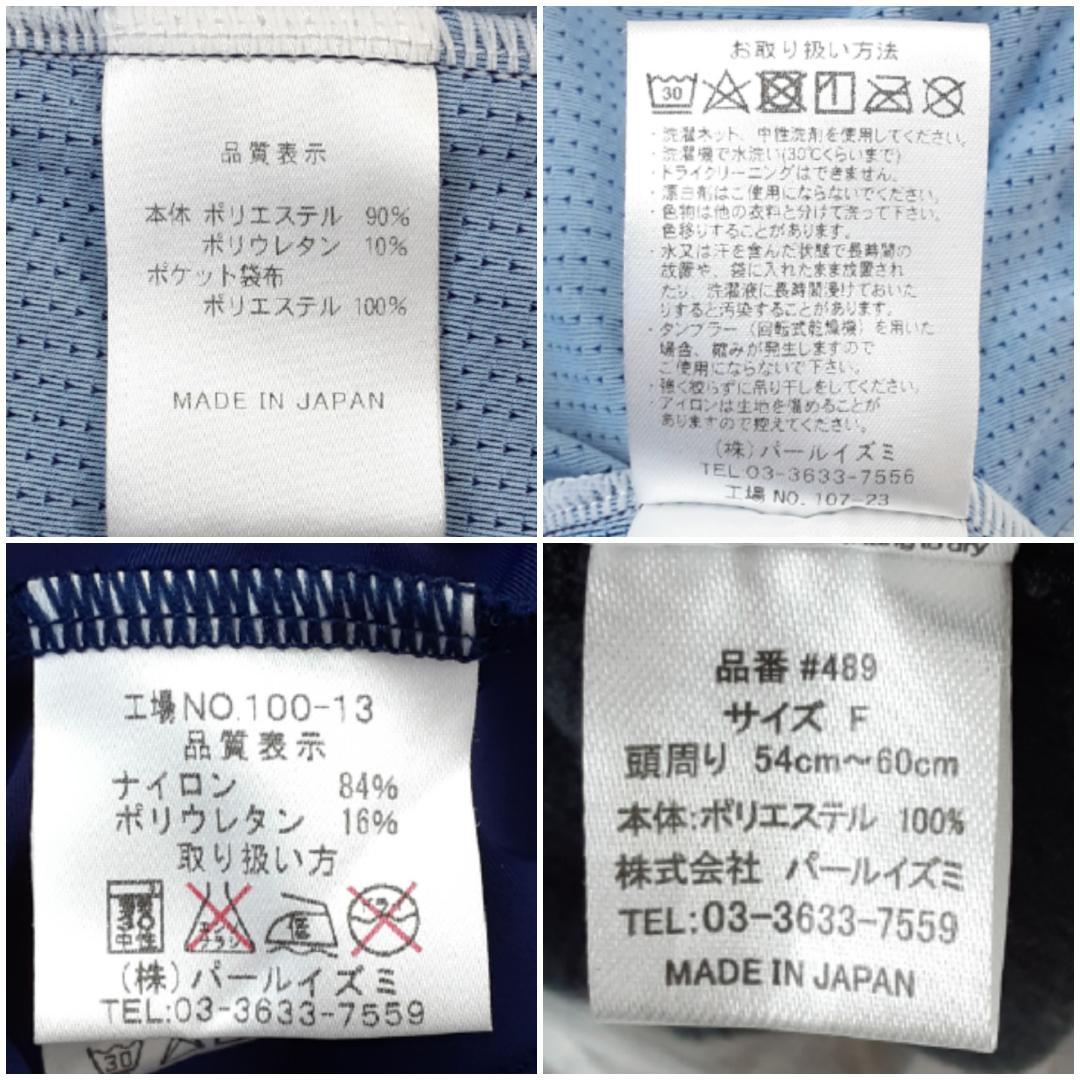 品質表示
本体 ポリエステル 90%
ポリウレタン 10%
ポケット袋布
ポリエステル 100%
MADE IN JAPAN
お取り扱い方法
30
・洗濯ネット、中性洗剤を使用してください。
・洗濯機で水洗い(30℃くらいまで)
・ドライクリーニングはできません。
・漂白剤はご使用にならないでください。
・色物は他の衣料と分けて洗って下さい。
色移りすることがあります。
・水又は汗を含んだ状態で長時間の
放置や、袋に入れたまま放置され
たり、洗濯液に長時間浸けておいた
りすると汚染することがあります。
・タンブラー(回転式乾燥機)を用いた
場合、縮みが発生しますので
ご使用にならないで下さい。
・強く絞らずに吊り干しをしてください。
・アイロンは生地を傷めることが
ありますので控えてください。
(株)パールイズミ
TEL:03-3633-7556
工場 NO. 107-23
工場NO.100-13
品質表示
ナイロン 84%
ポリウレタン 16%
取り扱い方
30
中性
低
(株)パールイズミ
TEL:03-3633-7559
30
to dry
品番 #489
サイズ F
頭周り 54cm〜60cm
本体:ポリエステル 100%
株式会社 パールイズミ
TEL:03-3633-7559
MADE IN JAPAN